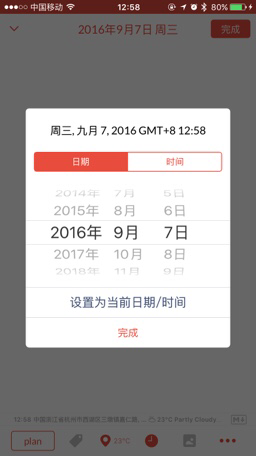 中国移动 12:58 80%
2016年9月7日 周三 完成
周三, 九月 7, 2016 GMT+8 12:58
日期 时间
2014年 7月 5日
2015年 8月 6日
2016年 9月 7日
2017年 10月 8日
2018年 11月 9日
设置为当前日期/时间
完成
12:58 中国浙江省杭州市西湖区三墩镇 23°C Partly Cloudy
plan 23°C